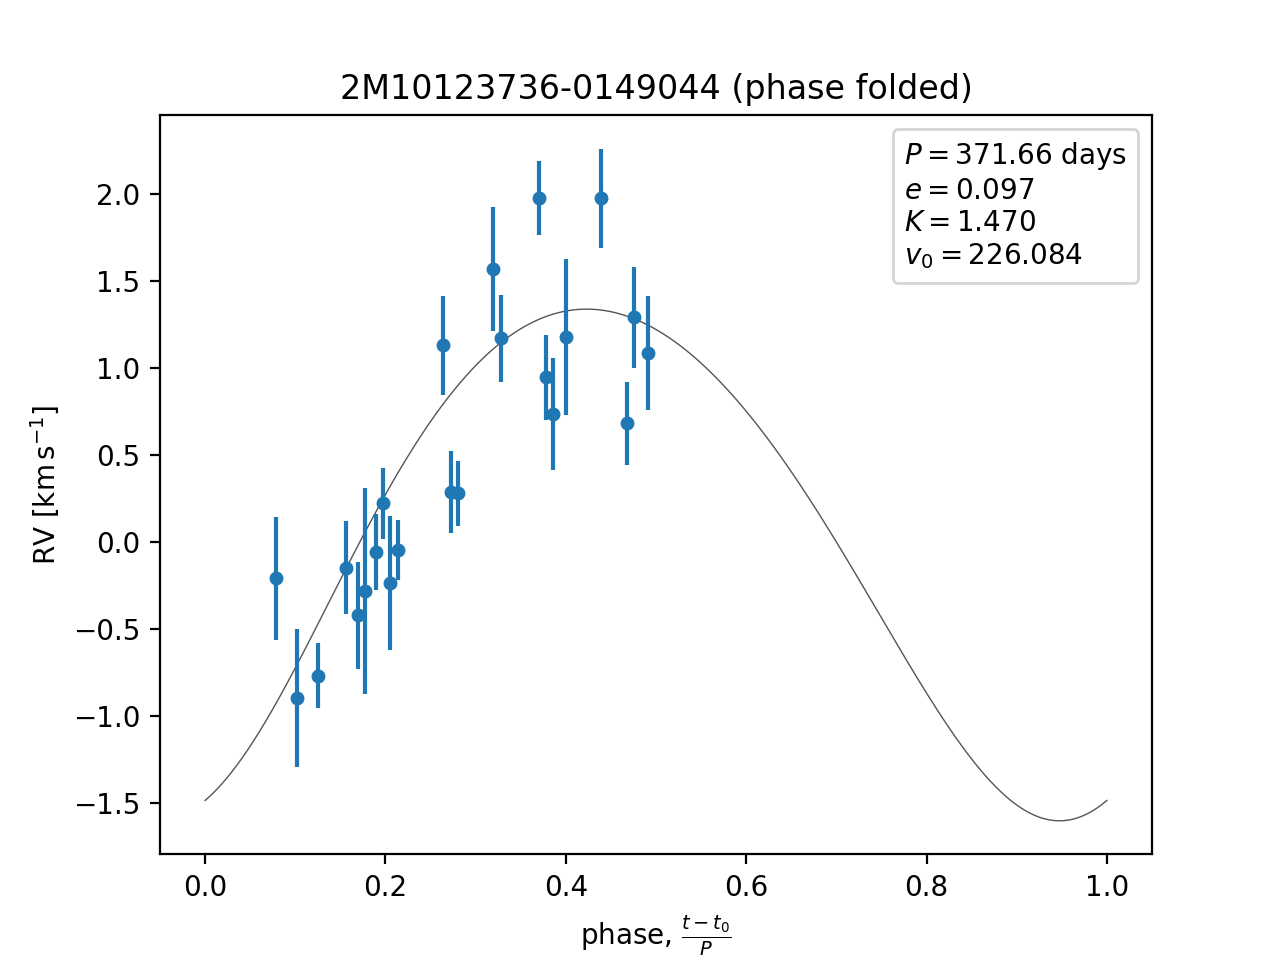 2M10123736-0149044 (phase folded)
P = 371.66 days
e = 0.097
K = 1.470
v₀ = 226.084
RV [km s⁻¹]
2.0
1.5
1.0
0.5
0.0
−0.5
−1.0
−1.5
0.0 0.2 0.4 0.6 0.8 1.0
phase, (t − t₀)/P